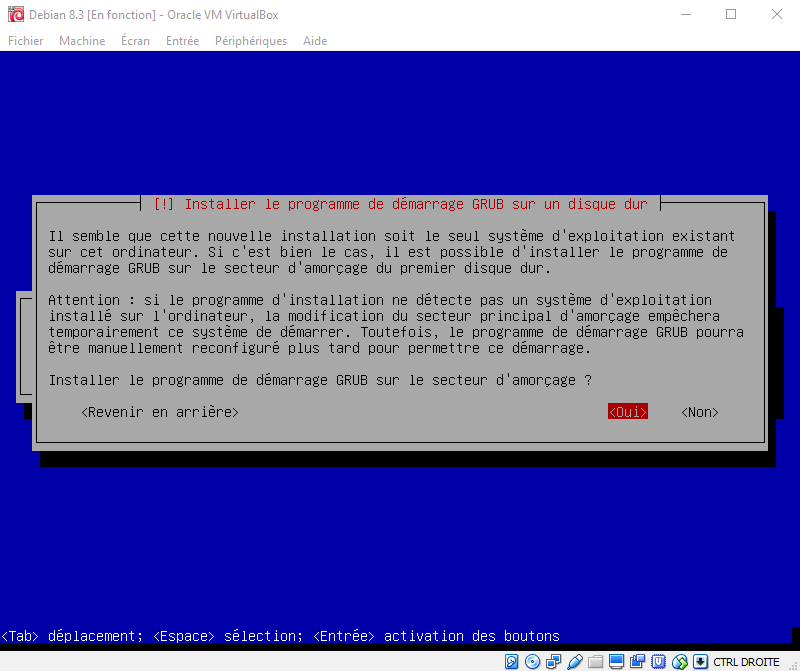 Debian 8.3 [En fonction] - Oracle VM VirtualBox
Fichier Machine Écran Entrée Périphériques Aide
[!] Installer le programme de démarrage GRUB sur un disque dur
Il semble que cette nouvelle installation soit le seul système d'exploitation existant
sur cet ordinateur. Si c'est bien le cas, il est possible d'installer le programme de
démarrage GRUB sur le secteur d'amorçage du premier disque dur.
Attention : si le programme d'installation ne détecte pas un système d'exploitation
installé sur l'ordinateur, la modification du secteur principal d'amorçage empêchera
temporairement ce système de démarrer. Toutefois, le programme de démarrage GRUB pourra
être manuellement reconfiguré plus tard pour permettre ce démarrage.
Installer le programme de démarrage GRUB sur le secteur d'amorçage ?
<Revenir en arrière> <Oui> <Non>
<Tab> déplacement; <Espace> sélection; <Entrée> activation des boutons
CTRL DROITE